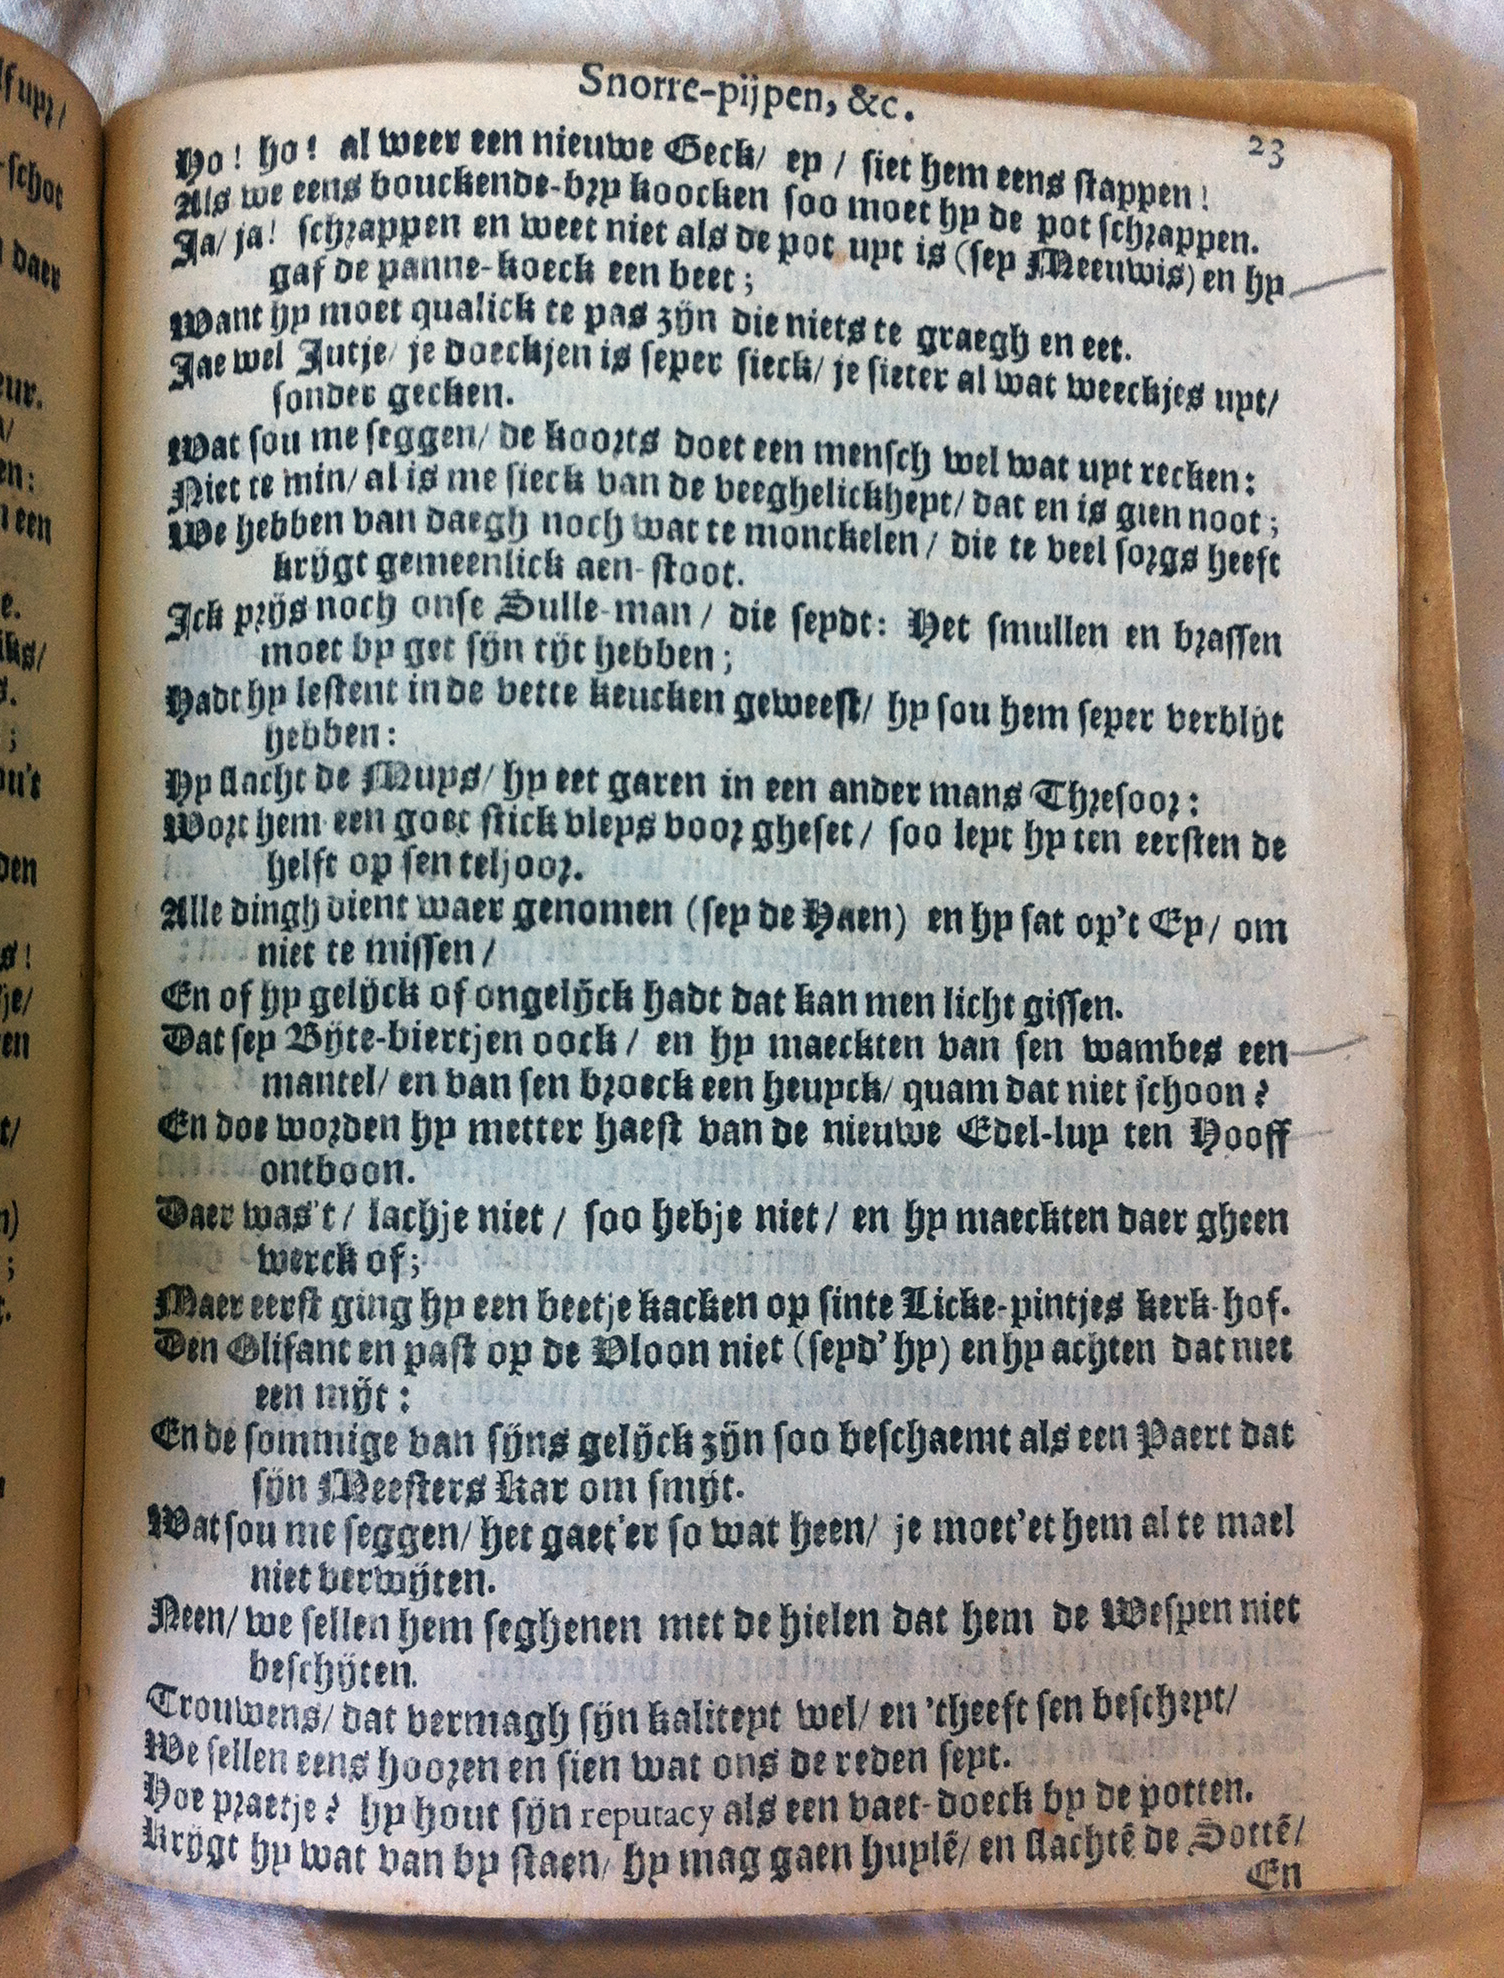 Snorre-pijpen, &c.
23
Ho! ho! al weer een nieuwe Geck/ ey/ siet hem eens stappen!
Als we eens bouckende-bry koocken soo moet hy de pot schrappen.
Ja/ ja! schrappen en weet niet als de pot uyt is (sey Meeuwis) en hy
gaf de panne-koeck een beet;
Want hy moet qualick te pas zijn die niets te graegh en eet.
Jae wel Jutje/ je doeckjen is seper sieck/ je sieter al wat weeckjes uyt/
sonder gecken.
Wat sou me seggen/ de koorts doet een mensch wel wat uyt recken:
Niet te min/ al is me sieck van de veeghelickheyt/ dat en is gien noot;
We hebben van daegh noch wat te monckelen/ die te veel sorgs heeft
krijgt gemeenlick aen-stoot.
Ick prijs noch onse Sulle-man/ die seydt: Het smullen en brassen
moet by get sijn tijt hebben;
Hadt hy lestent in de vette keucken geweest/ hy sou hem seper verblijt
hebben:
Hy slacht de Muys/ hy eet garen in een ander mans Thresoor:
Wort hem een goet stick vleys voor gheset/ soo leyt hy ten eersten de
helft op sen teljoor.
Alle dingh dient waer genomen (sey de Haen) en hy sat op't Ey/ om
niet te missen/
En of hy gelijck of ongelijck hadt dat kan men licht gissen.
Dat sey Bijte-biertjen oock/ en hy maeckten van sen wambes een
mantel/ en van sen broeck een heuyck/ quam dat niet schoon?
En doe worden hy metter haest van de nieuwe Edel-luy ten Hooff
ontboon.
Daer was't/ lachje niet/ soo hebje niet/ en hy maeckten daer gheen
werck of;
Maer eerst ging hy een beetje kacken op sinte Licke-pintjes kerk-hof.
Den Olifant en past op de Vloon niet (seyd' hy) en hy achten dat niet
een mijt:
En de sommige van sijns gelijck zijn soo beschaemt als een Paert dat
sijn Meesters kar om smijt.
Wat sou me seggen/ het gaet'er so wat heen/ je moet'et hem al te mael
niet verwijten.
Neen/ we sellen hem seghenen met de hielen dat hem de Wespen niet
beschijten.
Trouwens/ dat vermagh sijn kaliteyt wel/ en 'theeft sen bescheyt/
We sellen eens hooren en sien wat ons de reden seyt.
Hoe praetje? hy hout sijn reputacy als een vaet-doeck by de potten.
Krijgt hy wat van by staen/ hy mag gaen huylē/ en slachtē de Sottē/
En